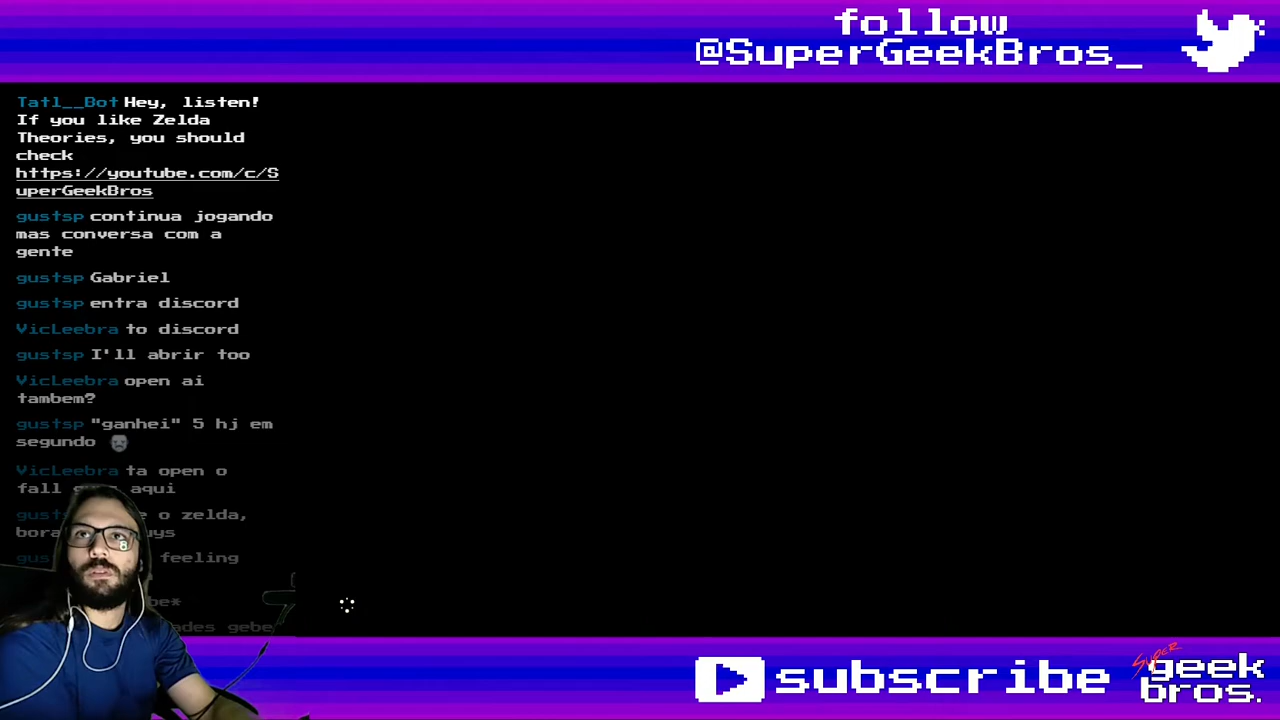 follow
@SuperGeekBros_
Tatl__Bot Hey, listen!
If you like Zelda
Theories, you should
check
https://youtube.com/c/S
uperGeekBros
gustsp continua jogando
mas conversa com a
gente
gustsp Gabriel
gustsp entra discord
VicLeebra to discord
gustsp I'll abrir too
VicLeebra open ai
tambem?
gustsp "ganhei" 5 hj em
segundo
VicLeebra ta open o
fall aqui
o zelda,
feeling
subscribe
SUPER
geek
bros.